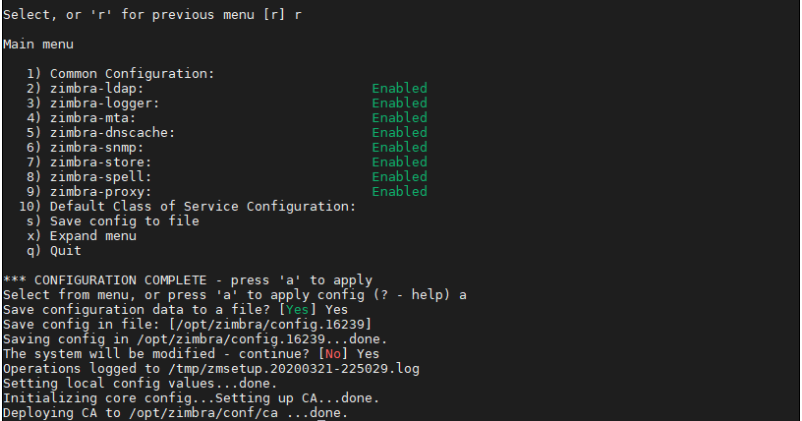 Select, or 'r' for previous menu [r] r
Main menu
1) Common Configuration:
2) zimbra-ldap: Enabled
3) zimbra-logger: Enabled
4) zimbra-mta: Enabled
5) zimbra-dnscache: Enabled
6) zimbra-snmp: Enabled
7) zimbra-store: Enabled
8) zimbra-spell: Enabled
9) zimbra-proxy: Enabled
10) Default Class of Service Configuration:
s) Save config to file
x) Expand menu
q) Quit
*** CONFIGURATION COMPLETE - press 'a' to apply
Select from menu, or press 'a' to apply config (? - help) a
Save configuration data to a file? [Yes] Yes
Save config in file: [/opt/zimbra/config.16239]
Saving config in /opt/zimbra/config.16239...done.
The system will be modified - continue? [No] Yes
Operations logged to /tmp/zmsetup.20200321-225029.log
Setting local config values...done.
Initializing core config...Setting up CA...done.
Deploying CA to /opt/zimbra/conf/ca ...done.